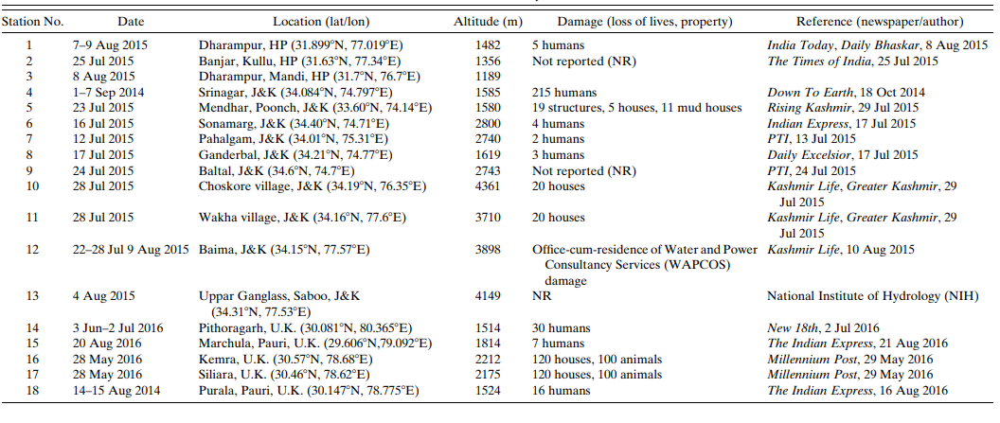 Station No. Date Location (lat/lon) Altitude (m) Damage (loss of lives, property) Reference (newspaper/author)
1 7–9 Aug 2015 Dharampur, HP (31.899°N, 77.019°E) 1482 5 humans India Today, Daily Bhaskar, 8 Aug 2015
2 25 Jul 2015 Banjar, Kullu, HP (31.63°N, 77.34°E) 1356 Not reported (NR) The Times of India, 25 Jul 2015
3 8 Aug 2015 Dharampur, Mandi, HP (31.7°N, 76.7°E) 1189
4 1–7 Sep 2014 Srinagar, J&K (34.084°N, 74.797°E) 1585 215 humans Down To Earth, 18 Oct 2014
5 23 Jul 2015 Mendhar, Poonch, J&K (33.60°N, 74.14°E) 1580 19 structures, 5 houses, 11 mud houses Rising Kashmir, 29 Jul 2015
6 16 Jul 2015 Sonamarg, J&K (34.40°N, 74.71°E) 2800 4 humans Indian Express, 17 Jul 2015
7 12 Jul 2015 Pahalgam, J&K (34.01°N, 75.31°E) 2740 2 humans PTI, 13 Jul 2015
8 17 Jul 2015 Ganderbal, J&K (34.21°N, 74.77°E) 1619 3 humans Daily Excelsior, 17 Jul 2015
9 24 Jul 2015 Baltal, J&K (34.6°N, 74.7°E) 2743 Not reported (NR) PTI, 24 Jul 2015
10 28 Jul 2015 Choskore village, J&K (34.19°N, 76.35°E) 4361 20 houses Kashmir Life, Greater Kashmir, 29
Jul 2015
11 28 Jul 2015 Wakha village, J&K (34.16°N, 77.6°E) 3710 20 houses Kashmir Life, Greater Kashmir, 29
Jul 2015
12 22–28 Jul 9 Aug 2015 Baima, J&K (34.15°N, 77.57°E) 3898 Office-cum-residence of Water and Power Kashmir Life, 10 Aug 2015
Consultancy Services (WAPCOS)
damage
13 4 Aug 2015 Uppar Ganglass, Saboo, J&K 4149 NR National Institute of Hydrology (NIH)
(34.31°N, 77.53°E)
14 3 Jun–2 Jul 2016 Pithoragarh, U.K. (30.081°N, 80.365°E) 1514 30 humans New 18th, 2 Jul 2016
15 20 Aug 2016 Marchula, Pauri, U.K. (29.606°N,79.092°E) 1814 7 humans The Indian Express, 21 Aug 2016
16 28 May 2016 Kemra, U.K. (30.57°N, 78.68°E) 2212 120 houses, 100 animals Millennium Post, 29 May 2016
17 28 May 2016 Siliara, U.K. (30.46°N, 78.62°E) 2175 120 houses, 100 animals Millennium Post, 29 May 2016
18 14–15 Aug 2014 Purala, Pauri, U.K. (30.147°N, 78.775°E) 1524 16 humans The Indian Express, 16 Aug 2016